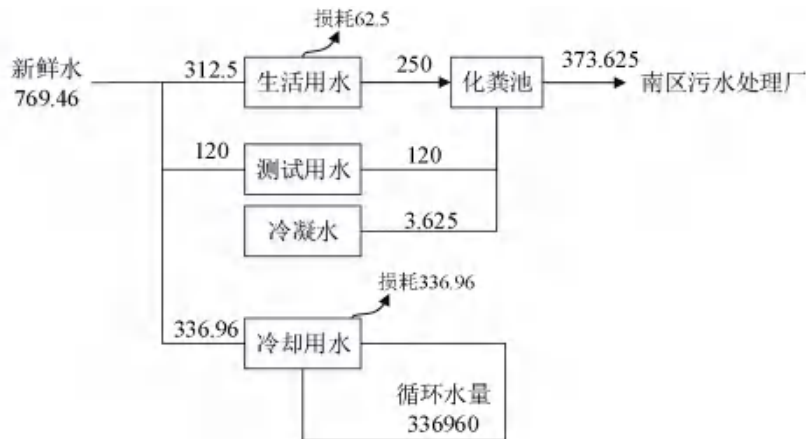 损耗62.5
新鲜水
769.46
312.5
生活用水
250
化粪池
373.625
南区污水处理厂
120
测试用水
120
冷凝水
3.625
损耗336.96
336.96
冷却用水
循环水量
336960